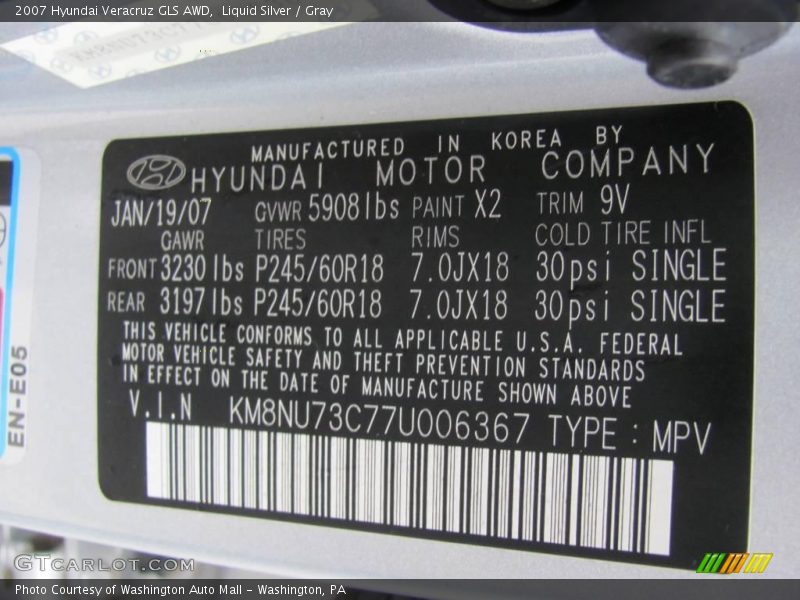 2007 Hyundai Veracruz GLS AWD, Liquid Silver / Gray
MANUFACTURED IN KOREA BY
HYUNDAI MOTOR COMPANY
JAN/19/07 GVWR 5908lbs PAINT X2 TRIM 9V
GAWR TIRES RIMS COLD TIRE INFL
FRONT 3230 lbs P245/60R18 7.0JX18 30psi SINGLE
REAR 3197 lbs P245/60R18 7.0JX18 30psi SINGLE
THIS VEHICLE CONFORMS TO ALL APPLICABLE U.S.A. FEDERAL
MOTOR VEHICLE SAFETY AND THEFT PREVENTION STANDARDS
IN EFFECT ON THE DATE OF MANUFACTURE SHOWN ABOVE
V.I.N KM8NU73C77U006367 TYPE : MPV
EN-E05
GTCARLOT.COM
Photo Courtesy of Washington Auto Mall - Washington, PA